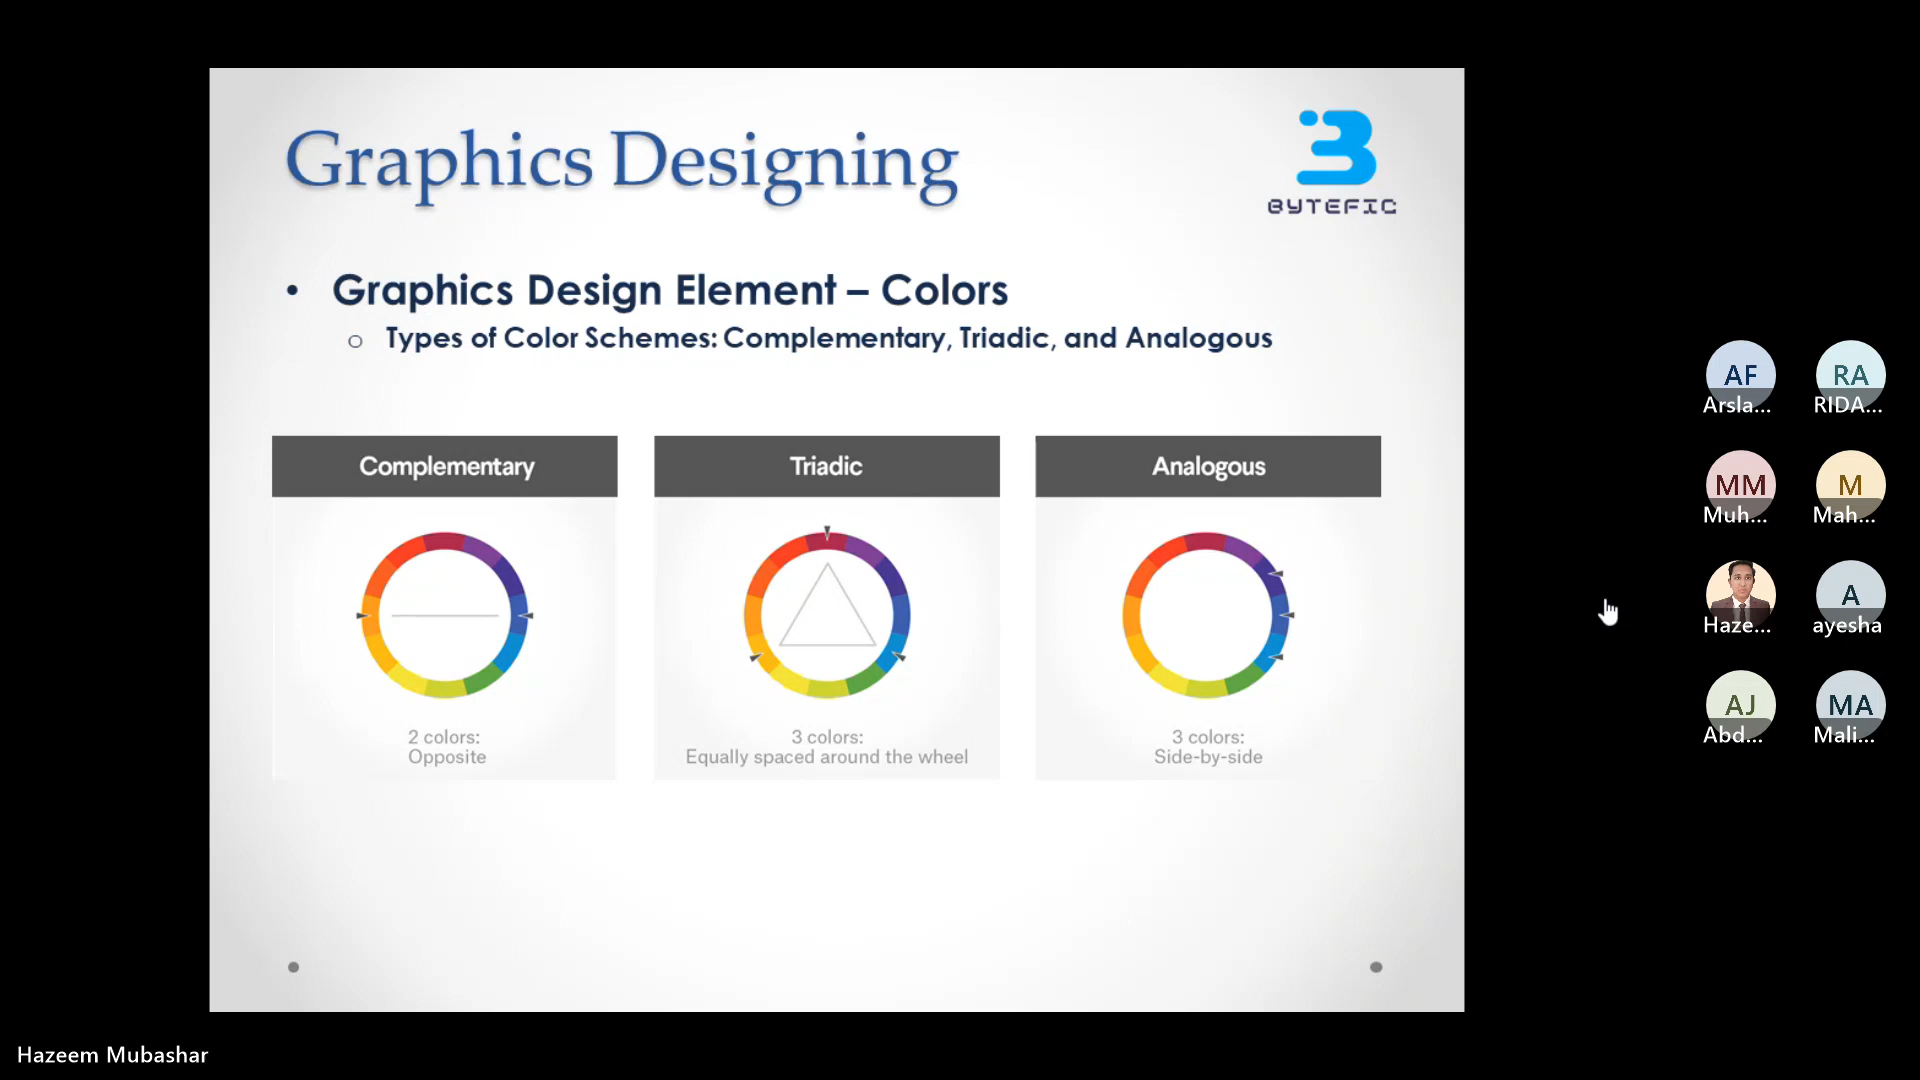 Graphics Designing
BYTEFIC
• Graphics Design Element – Colors
o Types of Color Schemes: Complementary, Triadic, and Analogous
Complementary
2 colors:
Opposite
Triadic
3 colors:
Equally spaced around the wheel
Analogous
3 colors:
Side-by-side
AF
Arsla...
RA
RIDA...
MM
Muh...
M
Mah...
Haze...
A
ayesha
AJ
Abd...
MA
Mali...
Hazeem Mubashar